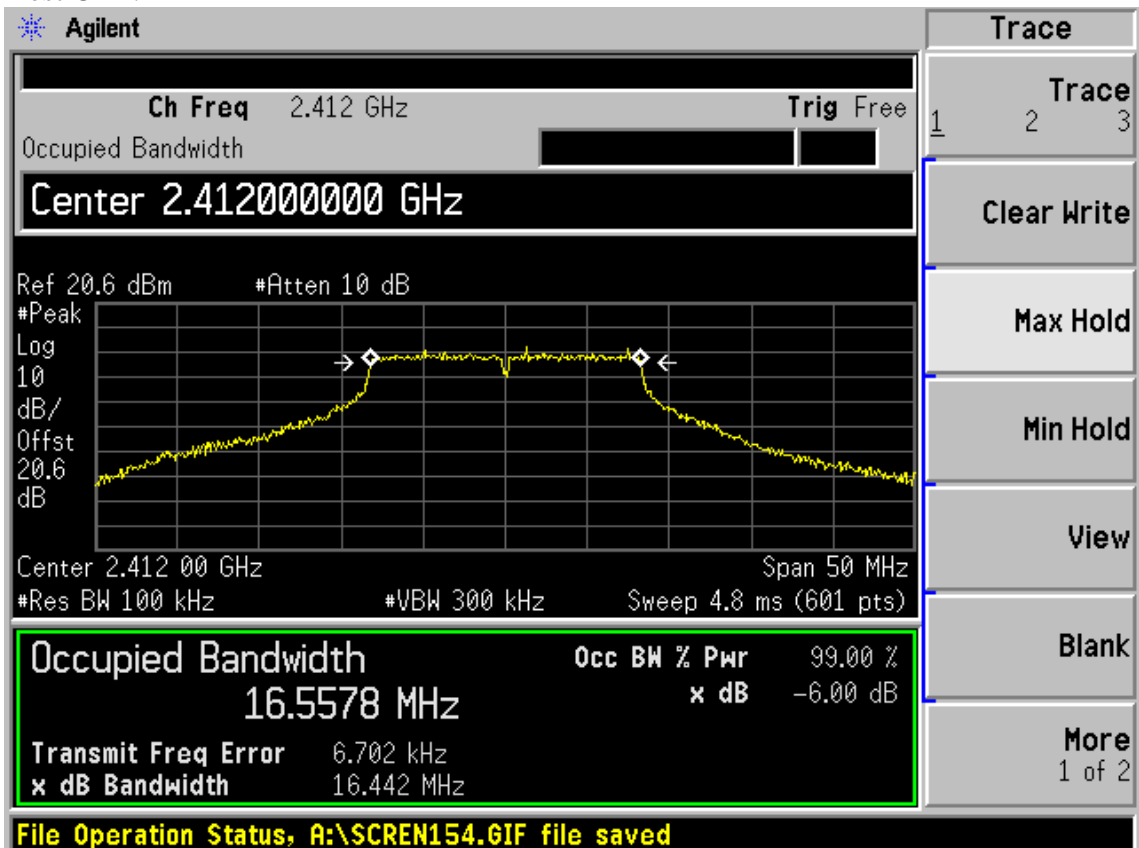 Agilent
Trace
Ch Freq 2.412 GHz Trig Free
Occupied Bandwidth
Center 2.412000000 GHz
Ref 20.6 dBm #Atten 10 dB
#Peak
Log
10
dB/
Offst
20.6
dB
Center 2.412 00 GHz Span 50 MHz
#Res BW 100 kHz #VBW 300 kHz Sweep 4.8 ms (601 pts)
Occupied Bandwidth
16.5578 MHz
Occ BW % Pwr 99.00 %
x dB -6.00 dB
Transmit Freq Error 6.702 kHz
x dB Bandwidth 16.442 MHz
File Operation Status, A:\SCREN154.GIF file saved
Trace
1 2 3
Clear Write
Max Hold
Min Hold
View
Blank
More
1 of 2